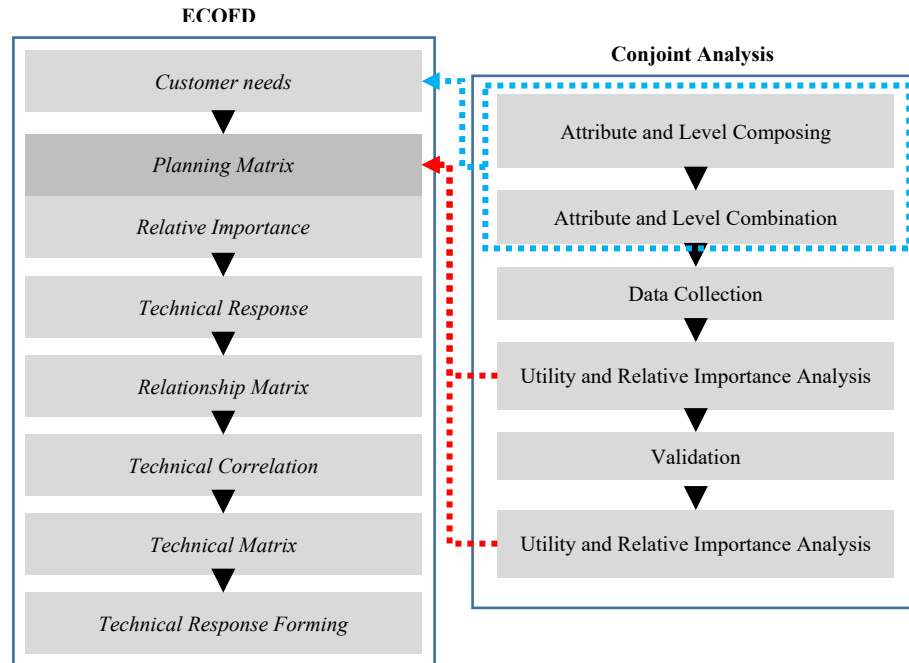 ECOFD
Customer needs
Planning Matrix
Relative Importance
Technical Response
Relationship Matrix
Technical Correlation
Technical Matrix
Technical Response Forming
Conjoint Analysis
Attribute and Level Composing
Attribute and Level Combination
Data Collection
Utility and Relative Importance Analysis
Validation
Utility and Relative Importance Analysis